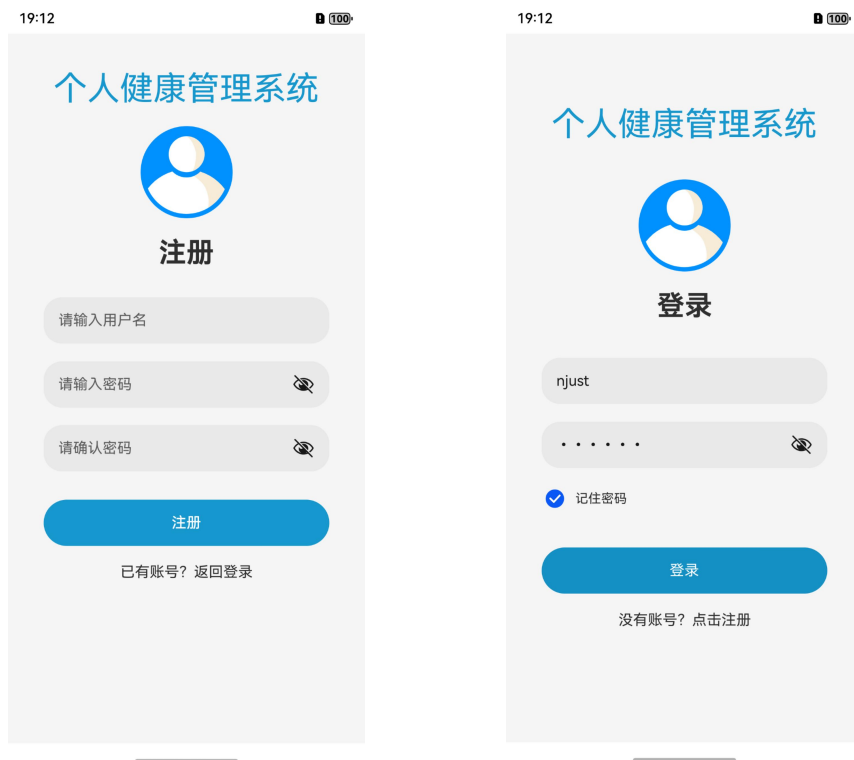 19:12
100
个人健康管理系统
注册
请输入用户名
请输入密码
请确认密码
注册
已有账号？返回登录
19:12
100
个人健康管理系统
登录
njust
······
记住密码
登录
没有账号？点击注册